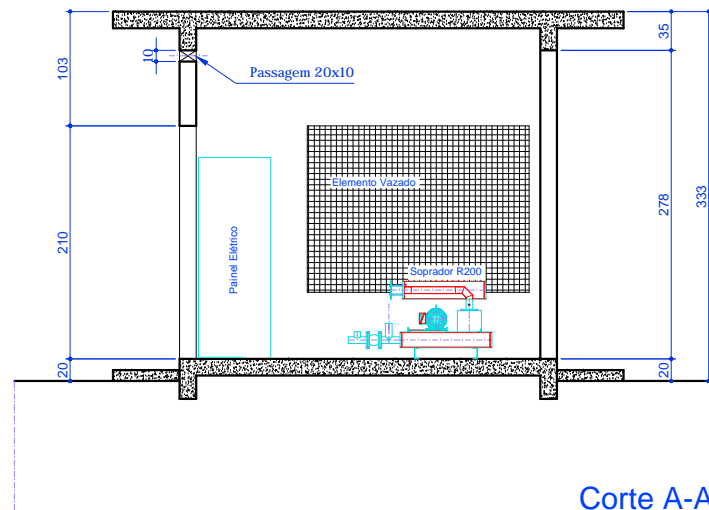 35
103
10
Passagem 20x10
Elemento Vazado
278
333
210
Painel Elétrico
Soprador R200
20
20
Corte A-A